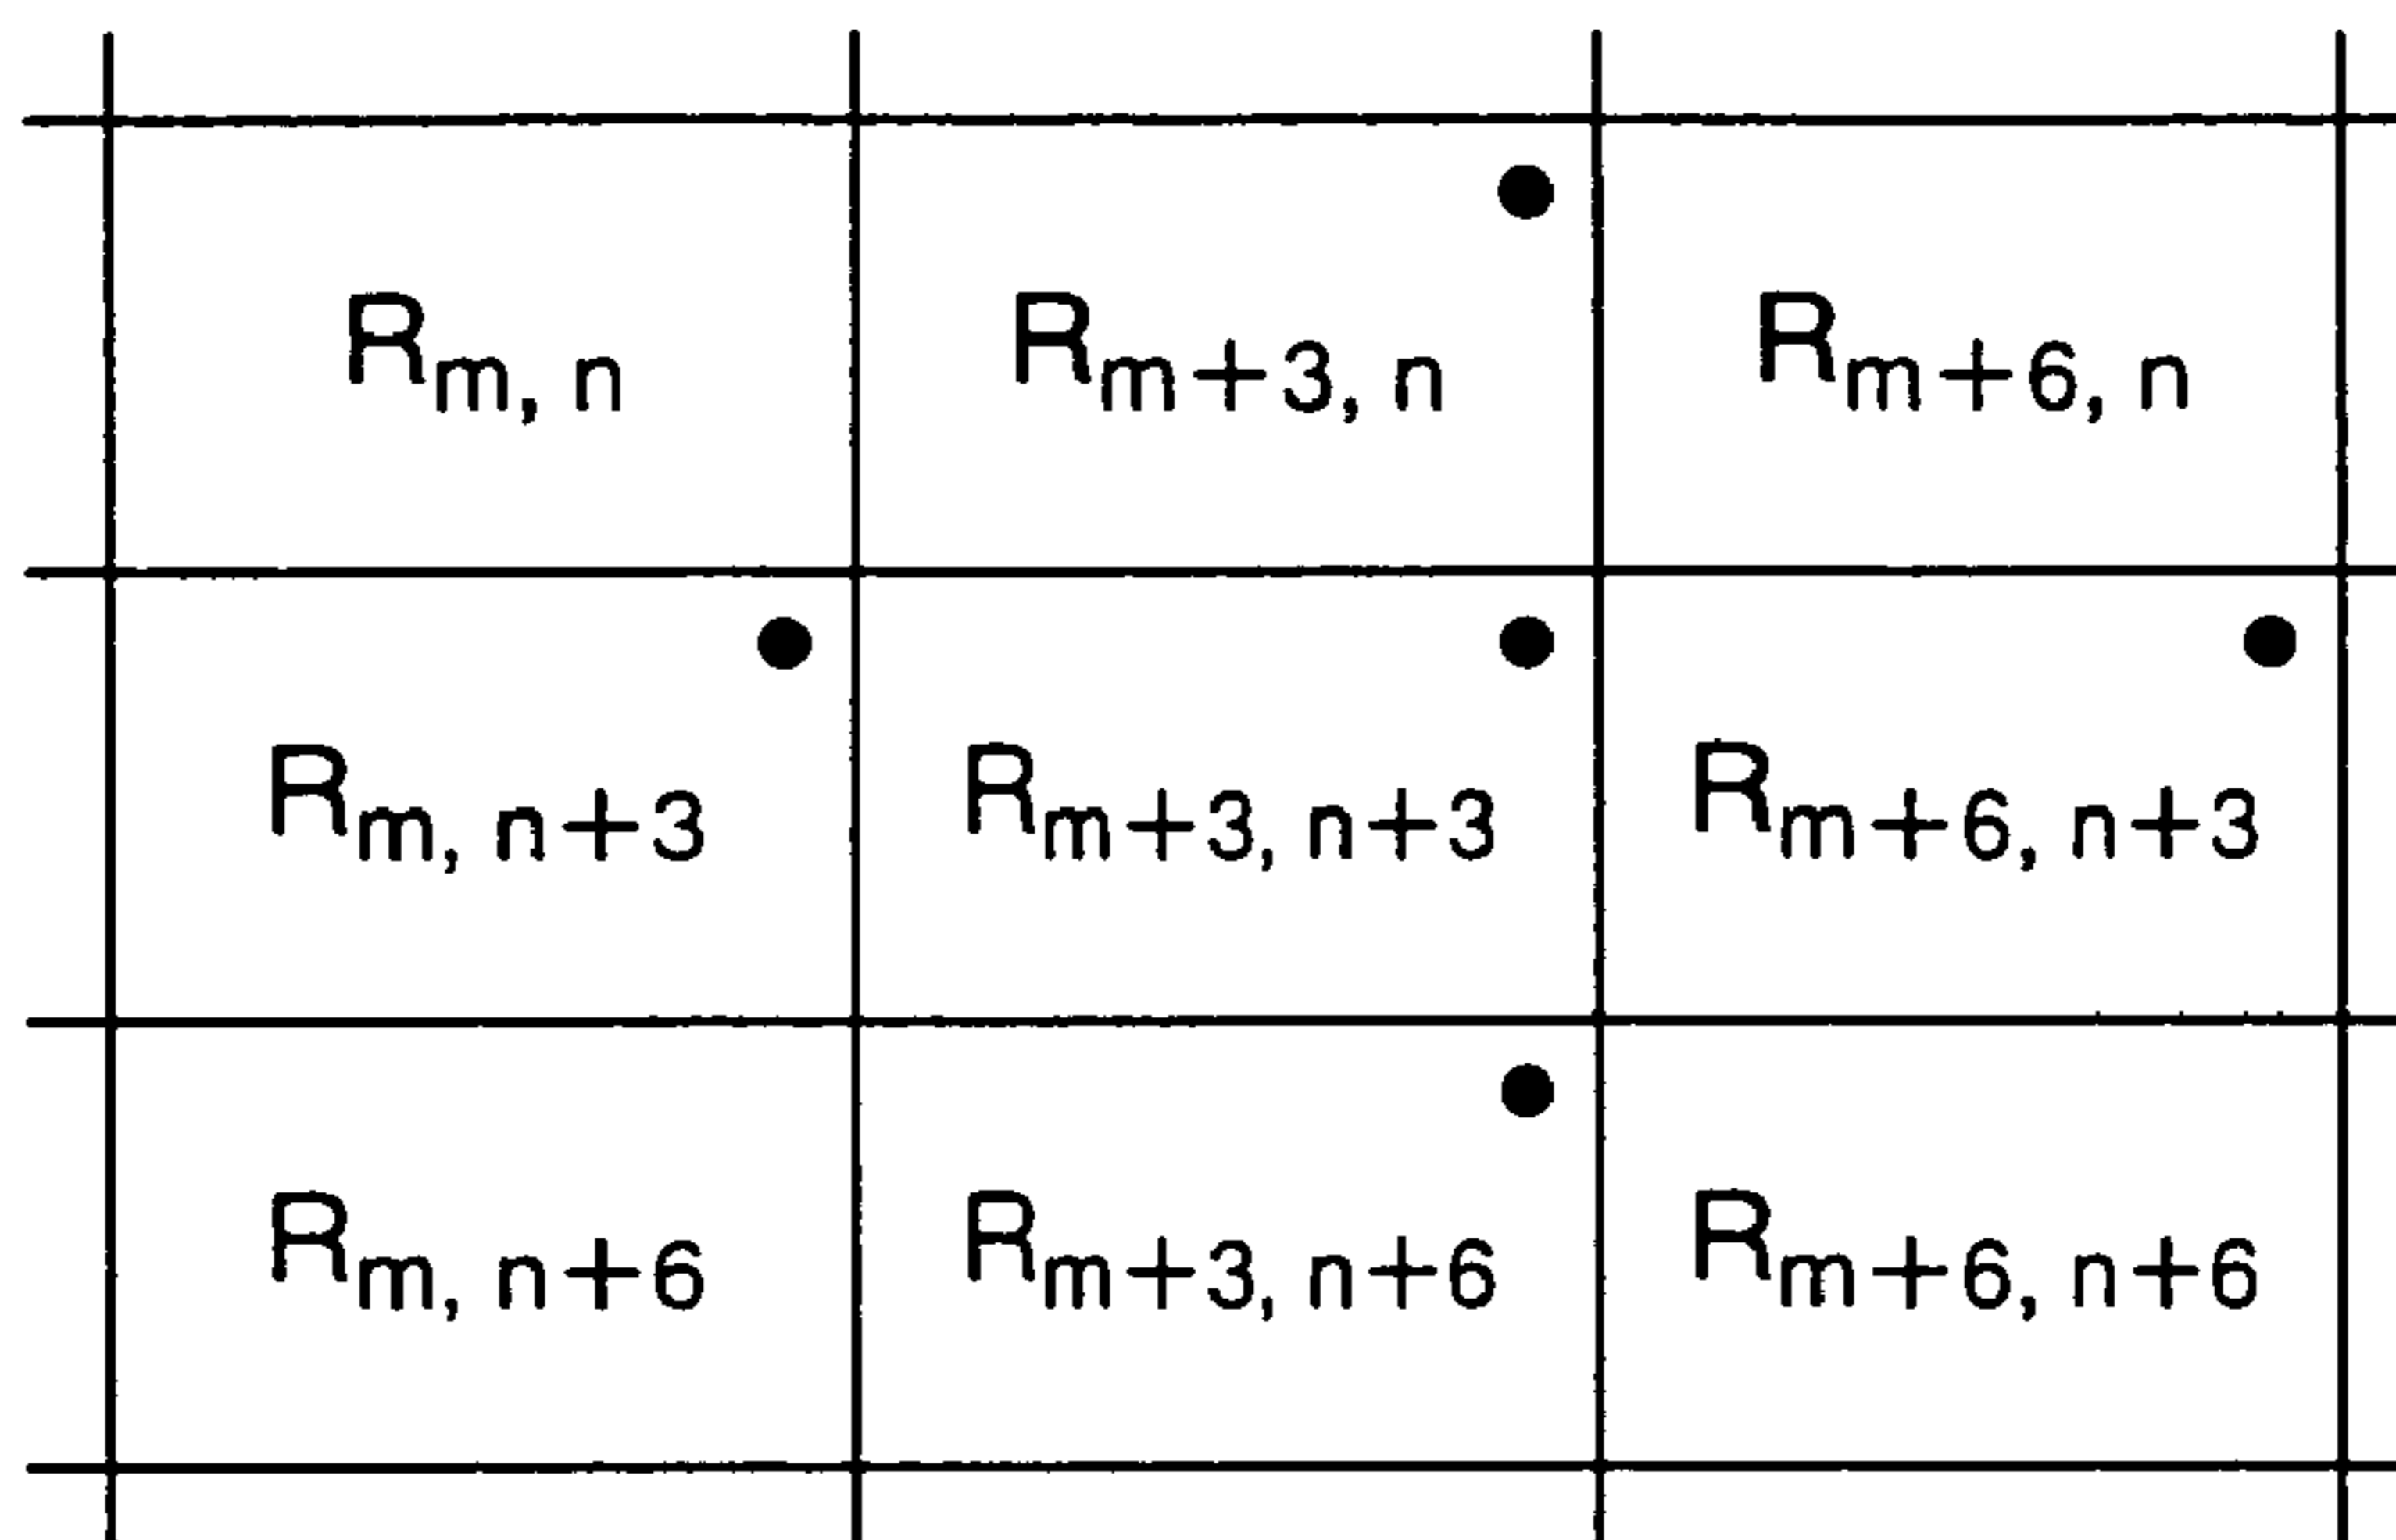 Rm, n Rm+3, n Rm+6, n
Rm, n+3 Rm+3, n+3 Rm+6, n+3
Rm, n+6 Rm+3, n+6 Rm+6, n+6